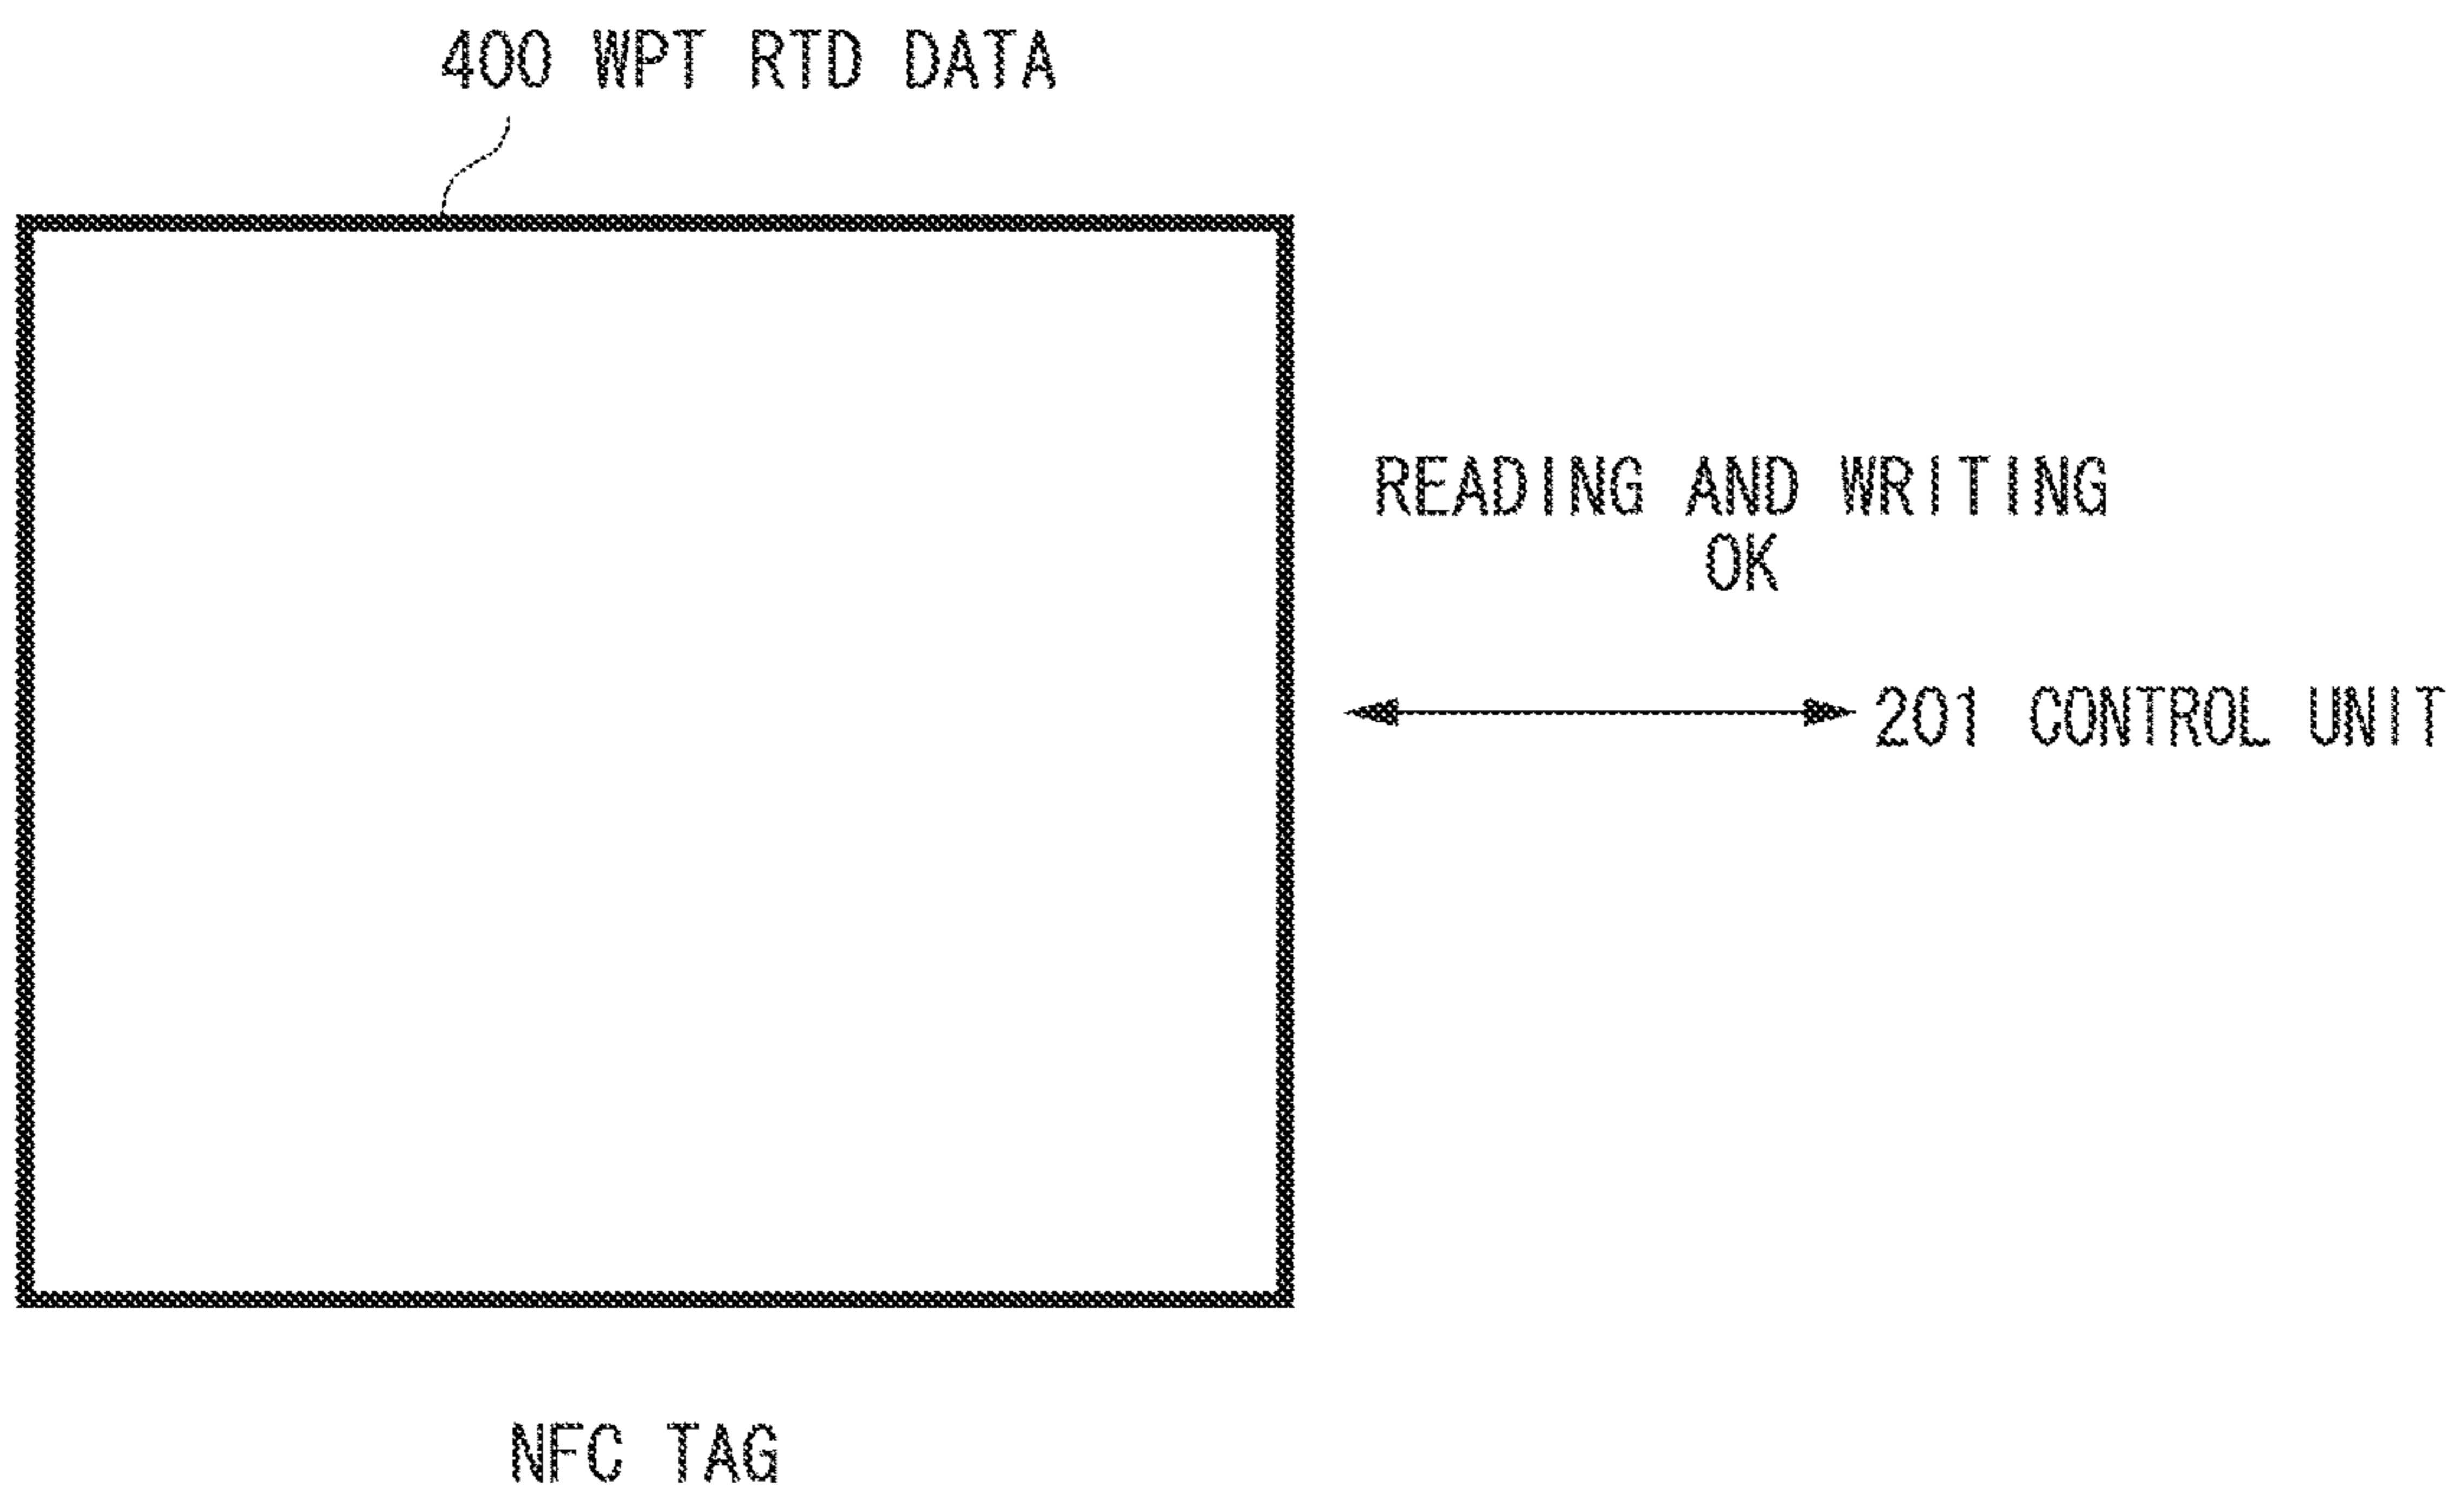 400 WPT RTD DATA
READING AND WRITING
OK
201 CONTROL UNIT
NFC TAG